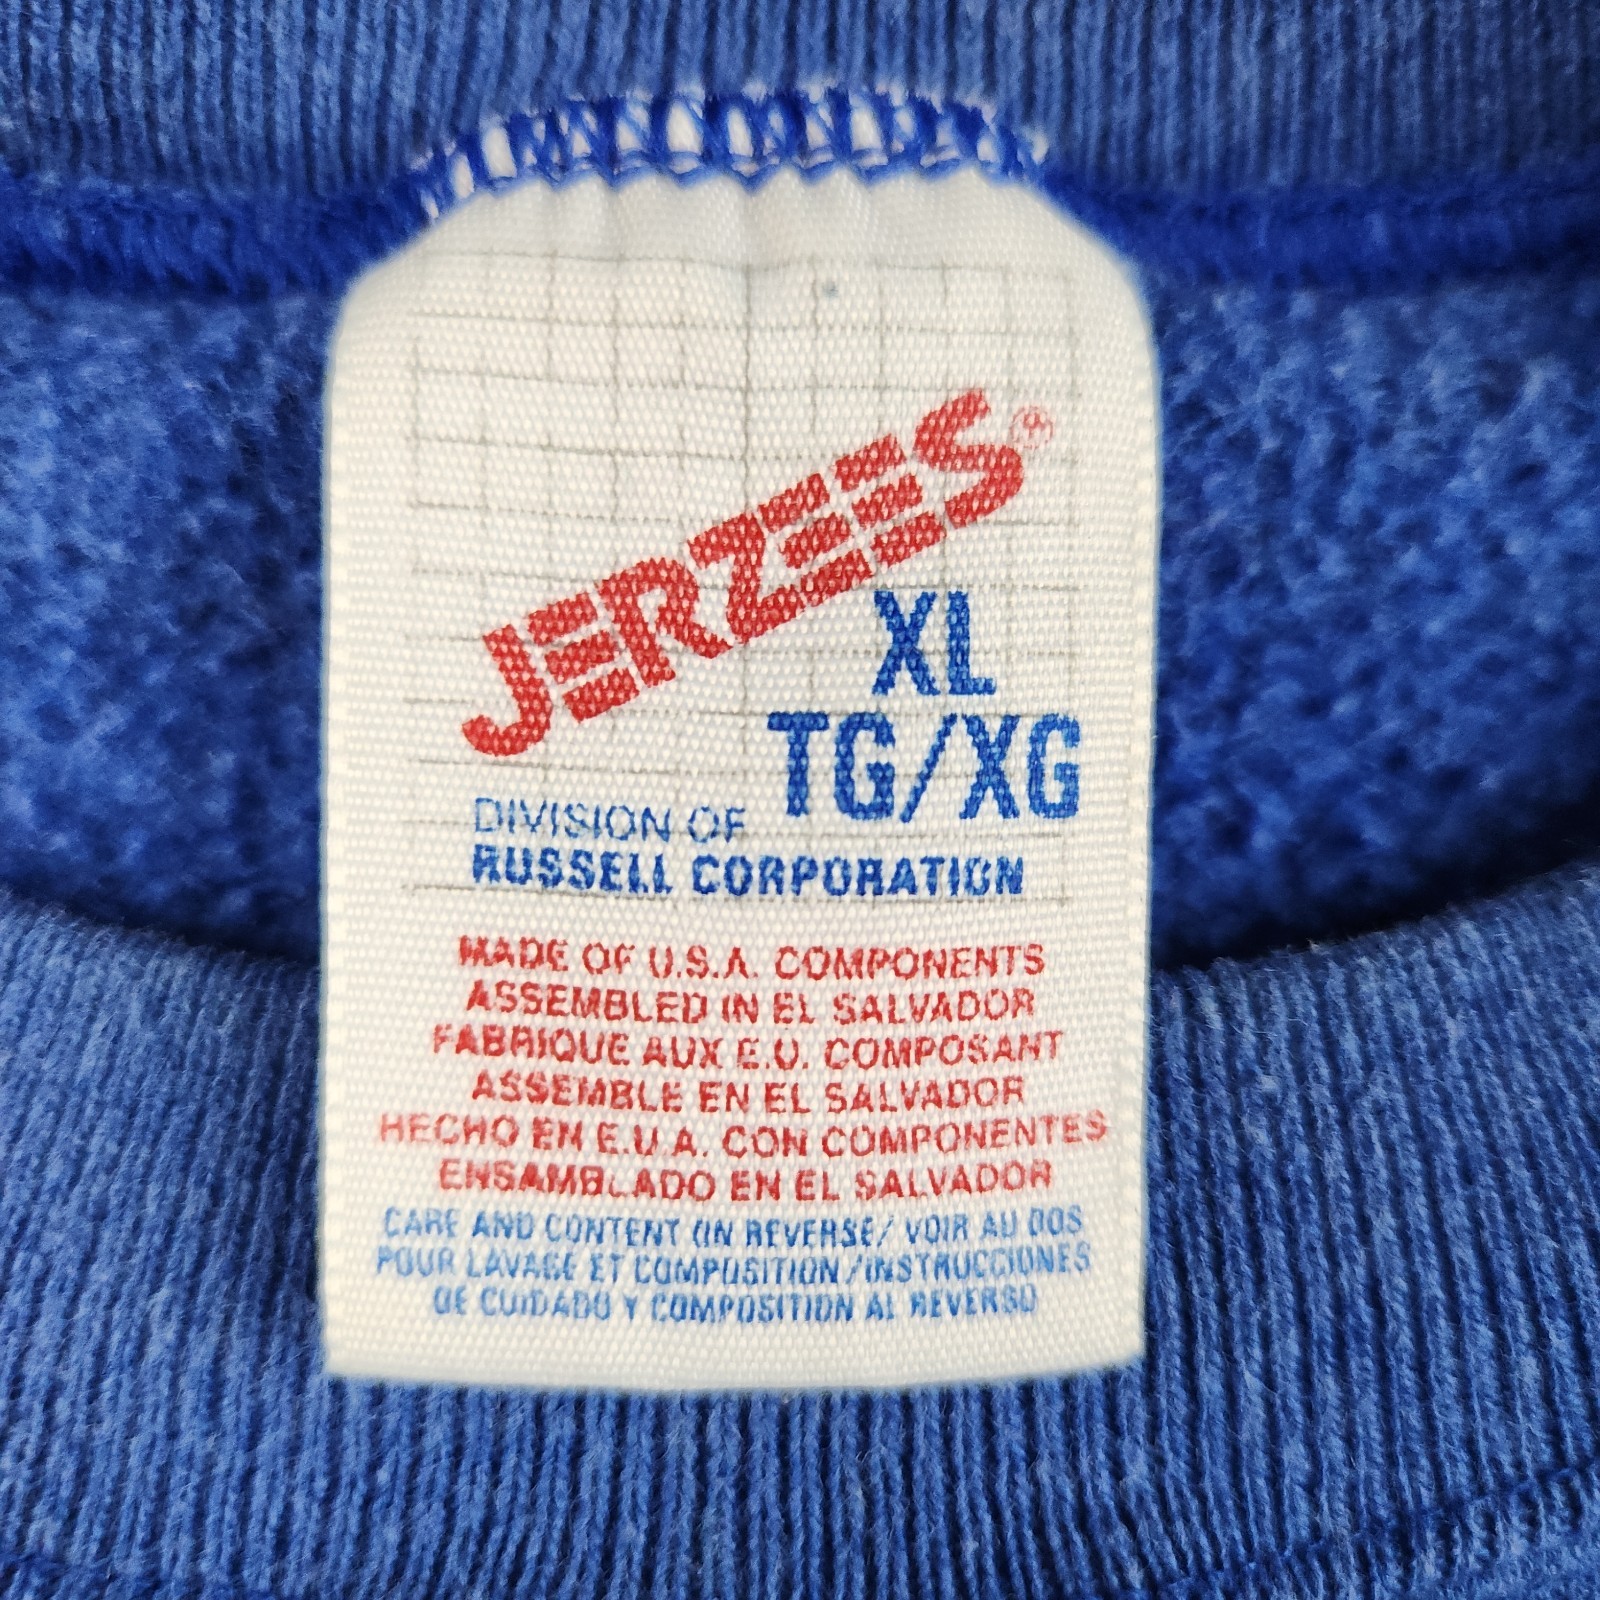 JERZEES®
XL
TG/XG
DIVISION OF
RUSSELL CORPORATION
MADE OF U.S.A. COMPONENTS
ASSEMBLED IN EL SALVADOR
FABRIQUE AUX E.U. COMPOSANT
ASSEMBLE EN EL SALVADOR
HECHO EN E.U.A. CON COMPONENTES
ENSAMBLADO EN EL SALVADOR
CARE AND CONTENT ON REVERSE/ VOIR AU DOS
POUR LAVAGE ET COMPOSITION/INSTRUCCIONES
DE CUIDADO Y COMPOSITION AL REVERSO